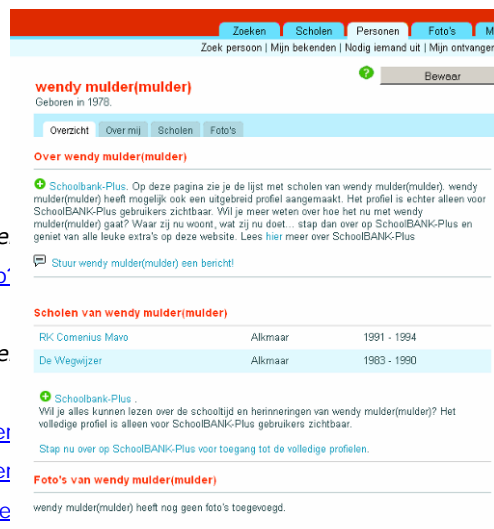 Zoeken Scholen Personen Foto's M
Zoek persoon | Mijn bekenden | Nodig iemand uit | Mijn ontvanger
? Bewaar
wendy mulder(mulder)
Geboren in 1978.
Overzicht Over mij Scholen Foto's
Over wendy mulder(mulder)
Schoolbank-Plus. Op deze pagina zie je de lijst met scholen van wendy mulder(mulder). wendy
mulder(mulder) heeft mogelijk ook een uitgebreid profiel aangemaakt. Het profiel is echter alleen voor
SchoolBANK-Plus gebruikers zichtbaar. Wil je meer weten over hoe het nu met wendy
mulder(mulder) gaat? Waar zij nu woont, wat zij nu doet... stap dan over op SchoolBANK-Plus en
geniet van alle leuke extra's op deze website. Lees hier meer over SchoolBANK-Plus
Stuur wendy mulder(mulder) een bericht!
Scholen van wendy mulder(mulder)
RK Comenius Mavo Alkmaar 1991 - 1994
De Wegwijzer Alkmaar 1983 - 1990
Schoolbank-Plus .
Wil je alles kunnen lezen over de schooltijd en herinneringen van wendy mulder(mulder)? Het
volledige profiel is alleen voor SchoolBANK-Plus gebruikers zichtbaar.
Stap nu over op SchoolBANK-Plus voor toegang tot de volledige profielen.
Foto's van wendy mulder(mulder)
wendy mulder(mulder) heeft nog geen foto's toegevoegd.